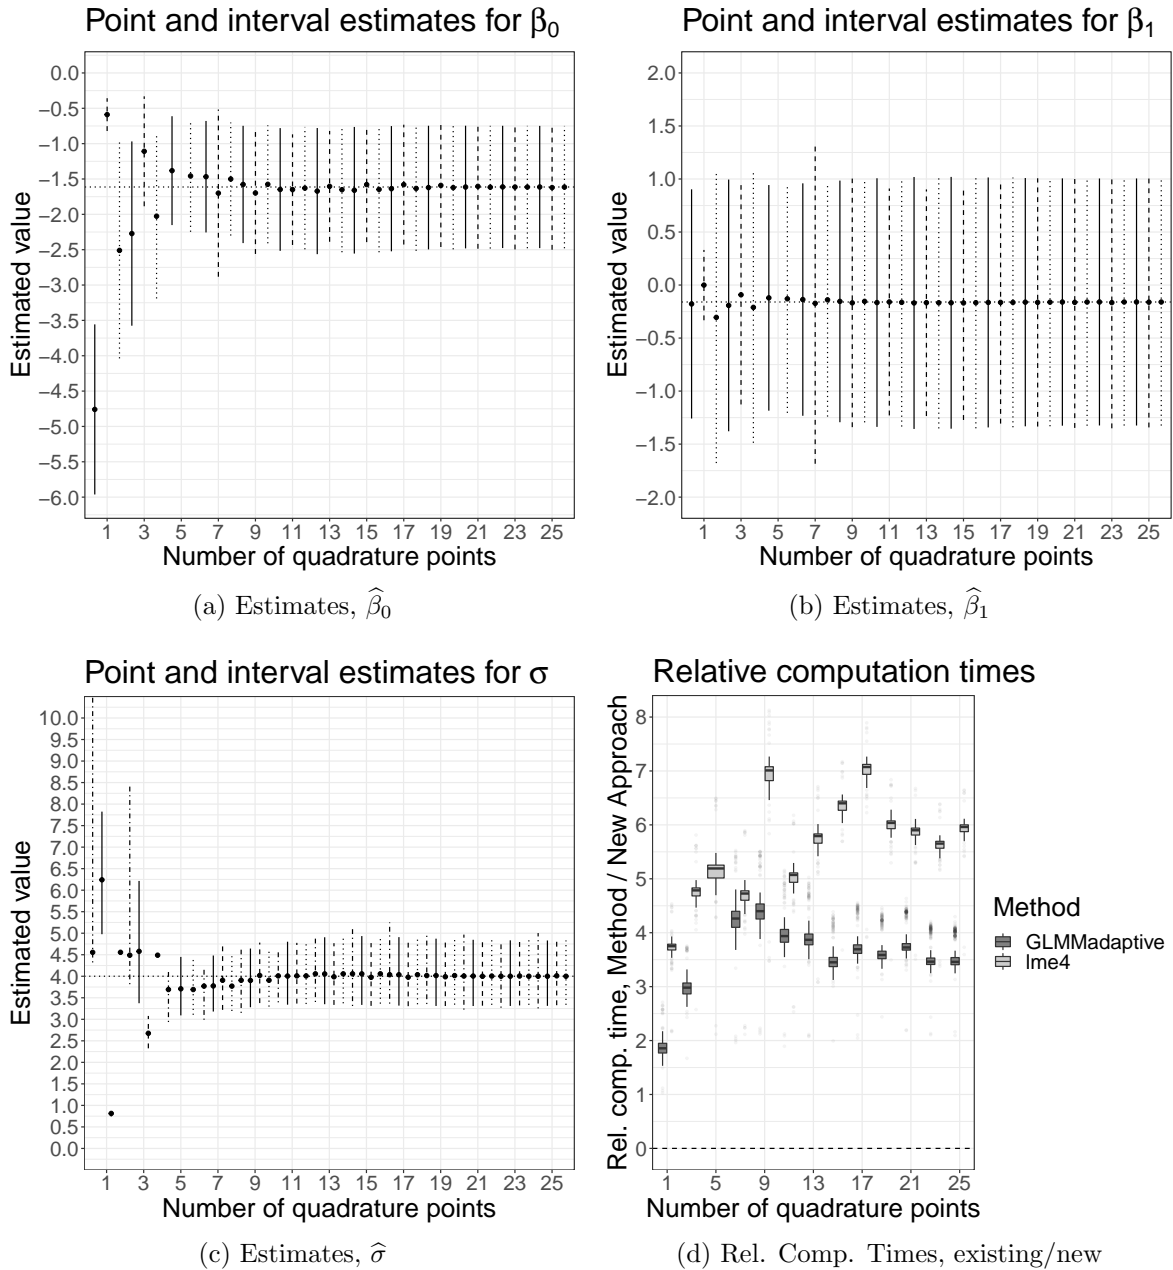 Point and interval estimates for β0
Estimated value
0.0
−0.5
−1.0
−1.5
−2.0
−2.5
−3.0
−3.5
−4.0
−4.5
−5.0
−5.5
−6.0
1 3 5 7 9 11 13 15 17 19 21 23 25
Number of quadrature points
(a) Estimates, β̂0
Point and interval estimates for β1
Estimated value
2.0
1.5
1.0
0.5
0.0
−0.5
−1.0
−1.5
−2.0
1 3 5 7 9 11 13 15 17 19 21 23 25
Number of quadrature points
(b) Estimates, β̂1
Point and interval estimates for σ
Estimated value
10.0
9.5
9.0
8.5
8.0
7.5
7.0
6.5
6.0
5.5
5.0
4.5
4.0
3.5
3.0
2.5
2.0
1.5
1.0
0.5
0.0
1 3 5 7 9 11 13 15 17 19 21 23 25
Number of quadrature points
(c) Estimates, σ̂
Relative computation times
Rel. comp. time, Method / New Approach
8
7
6
5
4
3
2
1
0
1 5 9 13 17 21 25
Number of quadrature points
Method
GLMMadaptive
lme4
(d) Rel. Comp. Times, existing/new